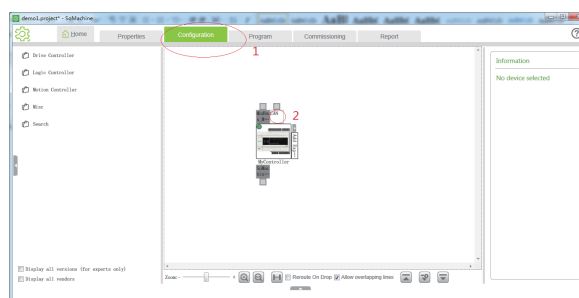 demo1.project* - SoMachine
Home
Properties
Configuration
Program
Commissioning
Report
1
Drive Controller
Logic Controller
Motion Controller
Misc
Search
Information
No device selected
2
MyController
Display all versions (for experts only)
Display all vendors
Zoom: -
+
Reroute On Drop
Allow overlapping lines